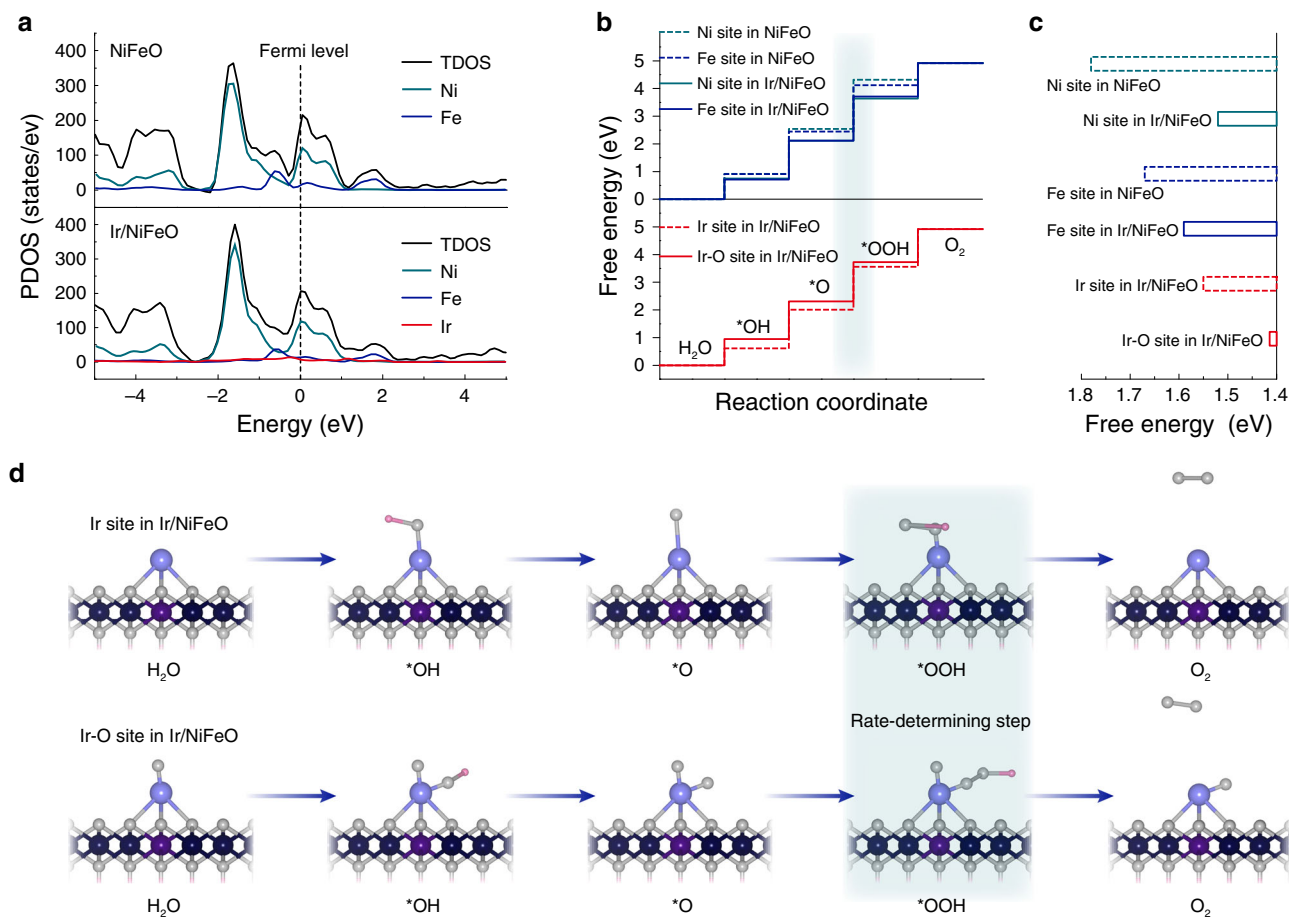 a
400
300
200
100
0
400
300
200
100
0
PDOS (states/ev)
NiFeO
Fermi level
TDOS
Ni
Fe
Ir/NiFeO
TDOS
Ni
Fe
Ir
−4
−2
0
2
4
Energy (eV)
b
Ni site in NiFeO
Fe site in NiFeO
Ni site in Ir/NiFeO
Fe site in Ir/NiFeO
5
4
3
2
1
0
Free energy (eV)
Ir site in Ir/NiFeO
Ir-O site in Ir/NiFeO
5
4
3
2
1
0
H2O
*OH
*O
*OOH
O2
Reaction coordinate
c
Ni site in NiFeO
Ni site in Ir/NiFeO
Fe site in NiFeO
Fe site in Ir/NiFeO
Ir site in Ir/NiFeO
Ir-O site in Ir/NiFeO
1.8
1.7
1.6
1.5
1.4
Free energy (eV)
d
Ir site in Ir/NiFeO
H2O
*OH
*O
*OOH
O2
Ir-O site in Ir/NiFeO
Rate-determining step
H2O
*OH
*O
*OOH
O2